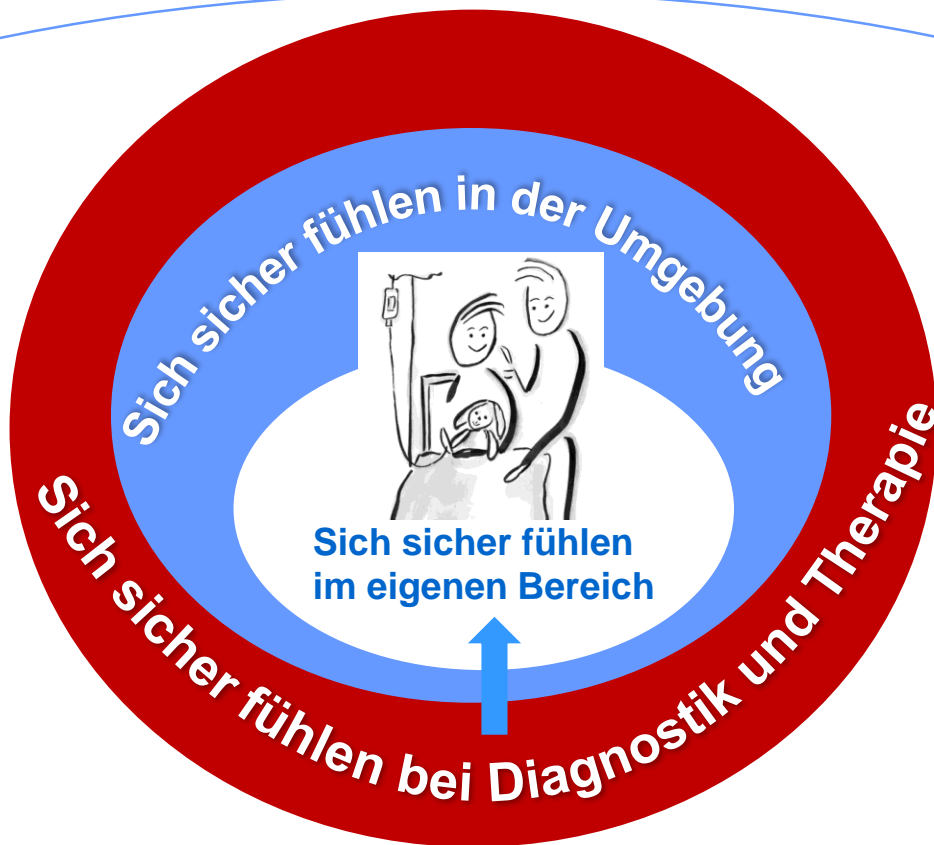 Sich sicher fühlen in der Umgebung
Sich sicher fühlen
im eigenen Bereich
Sich sicher fühlen bei Diagnostik und Therapie